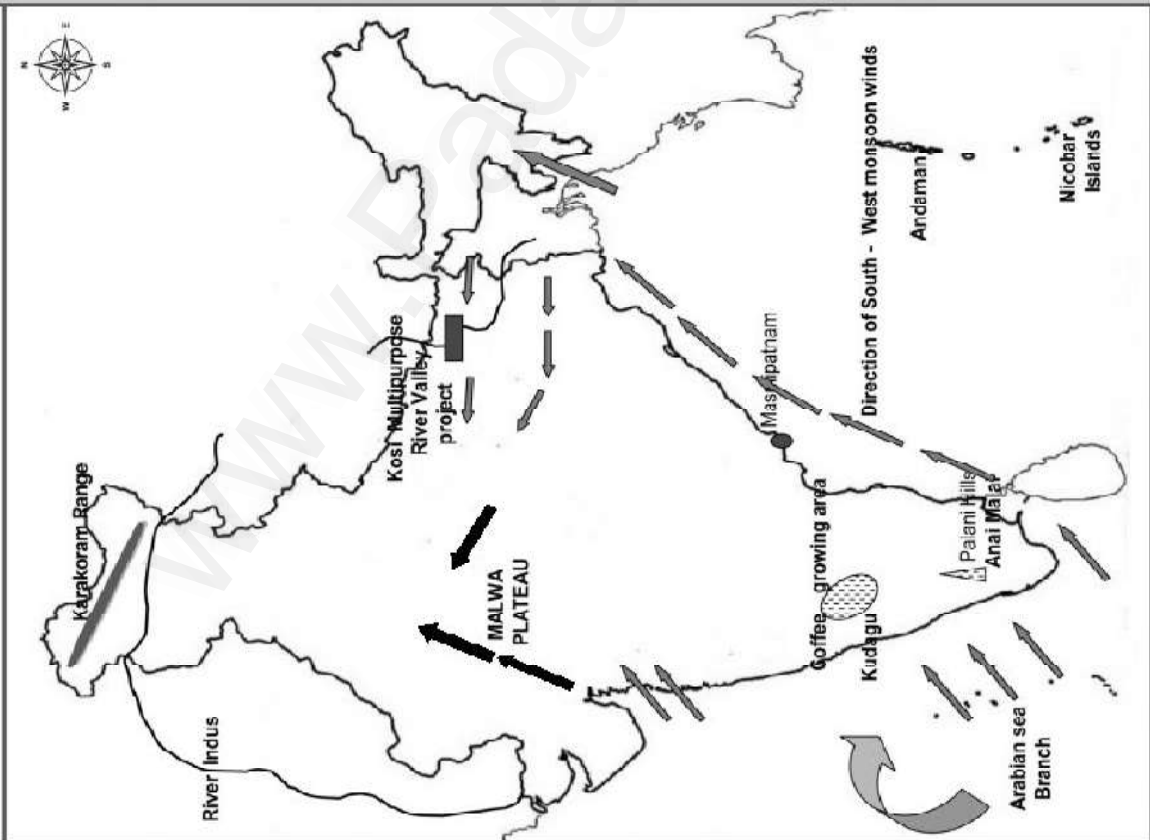 N
E
W
S
Karakoram Range
River Indus
Kosi Multipurpose
River Valley
project
MALWA
PLATEAU
Direction of South - West monsoon winds
Andaman
Nicobar
Islands
Masulipatnam
Coffee growing area
Kudagu
Palani Hills
Anai Malai
Arabian sea
Branch